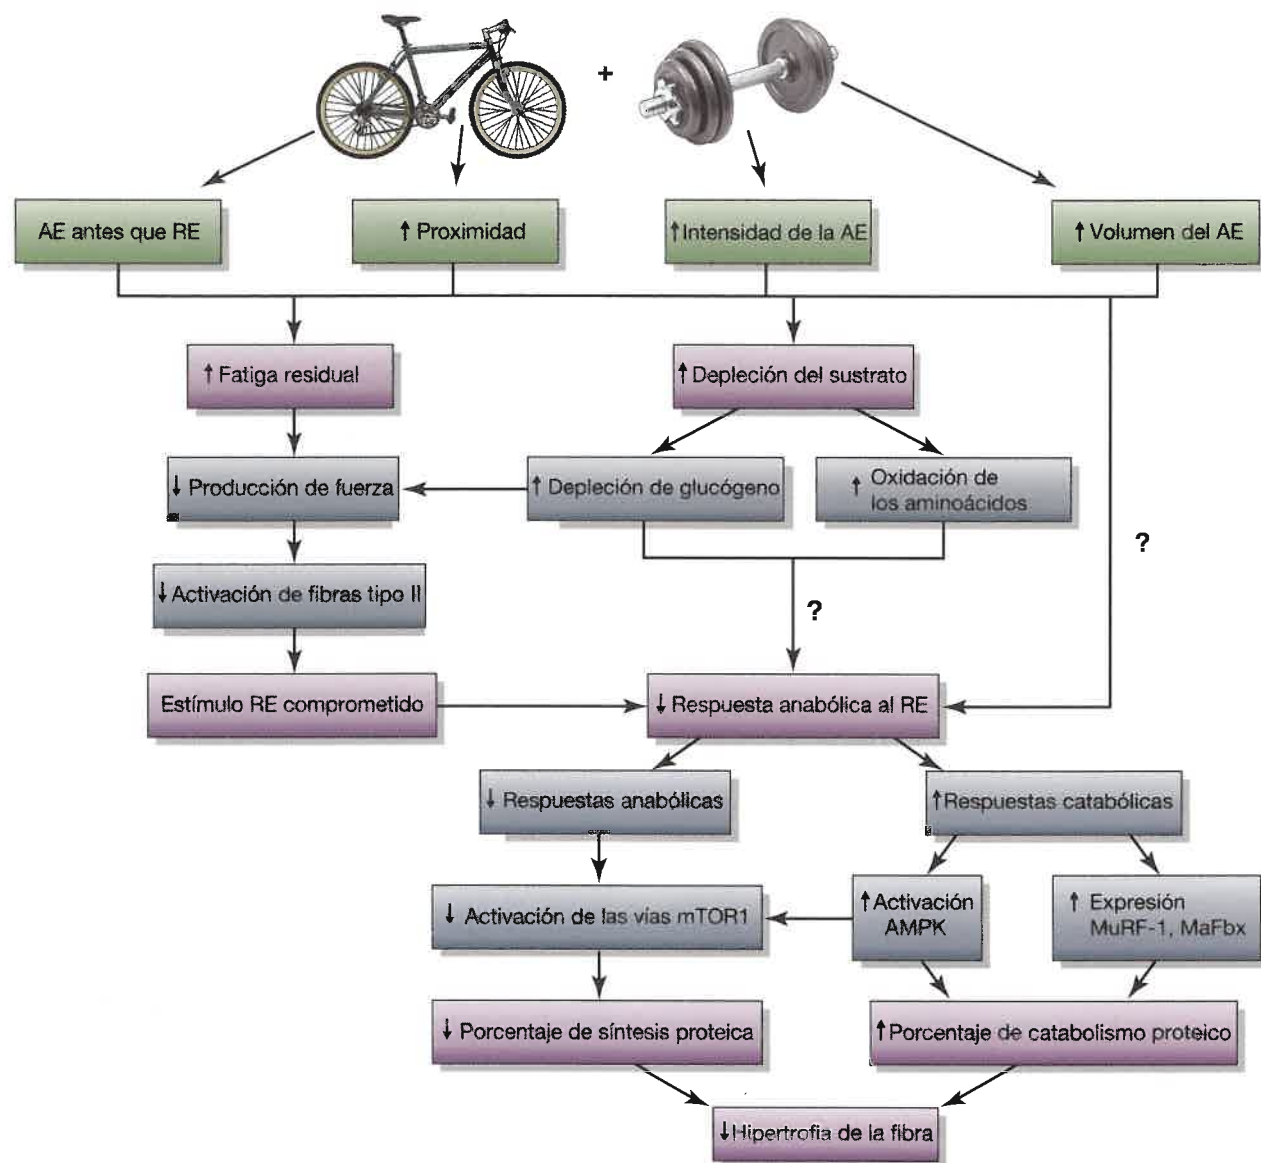 +
AE antes que RE
↑ Proximidad
↑ Intensidad de la AE
↑ Volumen del AE
↑ Fatiga residual
↑ Depleción del sustrato
↓ Producción de fuerza
↑ Depleción de glucógeno
↑ Oxidación de
los aminoácidos
?
↓ Activación de fibras tipo II
?
Estímulo RE comprometido
↓ Respuesta anabólica al RE
↓ Respuestas anabólicas
↑ Respuestas catabólicas
↓ Activación de las vías mTOR1
↑ Activación
AMPK
↑ Expresión
MuRF-1, MaFbx
↓ Porcentaje de síntesis proteica
↑ Porcentaje de catabolismo proteico
↓ Hipertrofia de la fibra